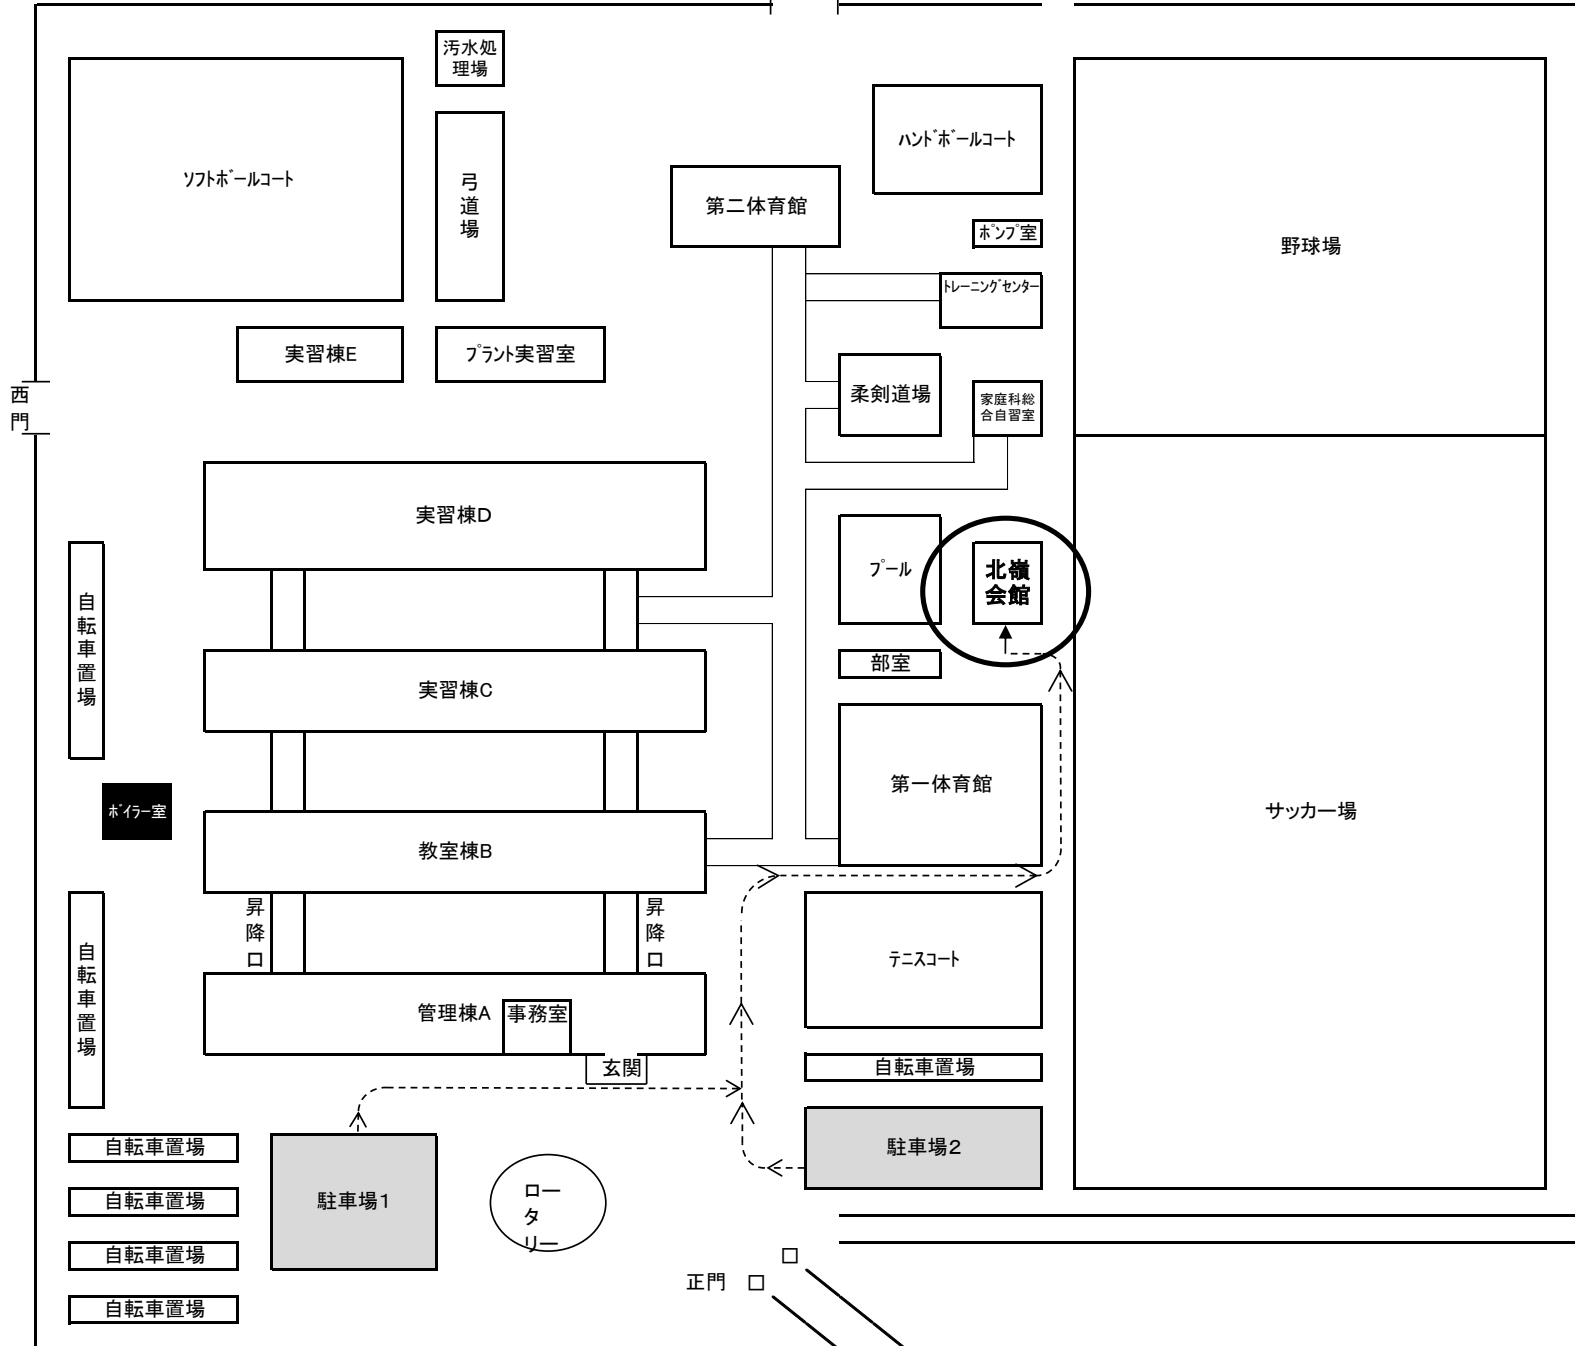 汚水処
理場
ソフトボールコート
弓
道
場
ハンドボールコート
第二体育館
ポンプ室
野球場
トレーニングセンター
実習棟E
プラント実習室
西
門
柔剣道場
家庭科総
合自習室
実習棟D
プール
北嶺
会館
自
転
車
置
場
部室
実習棟C
第一体育館
ボイラー室
サッカー場
教室棟B
昇
降
口
昇
降
口
自
転
車
置
場
テニスコート
管理棟A
事務室
玄関
自転車置場
自転車置場
駐車場2
自転車置場
駐車場1
ロー
タ
リー
自転車置場
正門
自転車置場